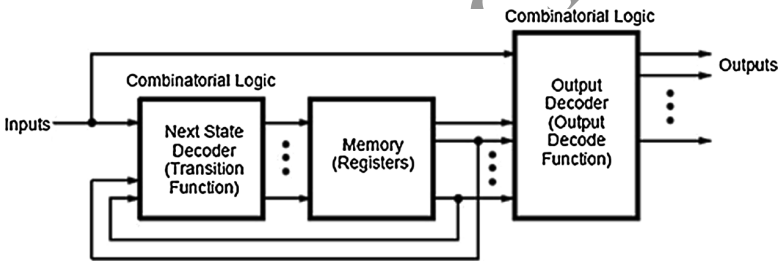 Combinatorial Logic
Combinatorial Logic
Inputs
Next State
Decoder
(Transition
Function)
Memory
(Registers)
Output
Decoder
(Output
Decode
Function)
Outputs